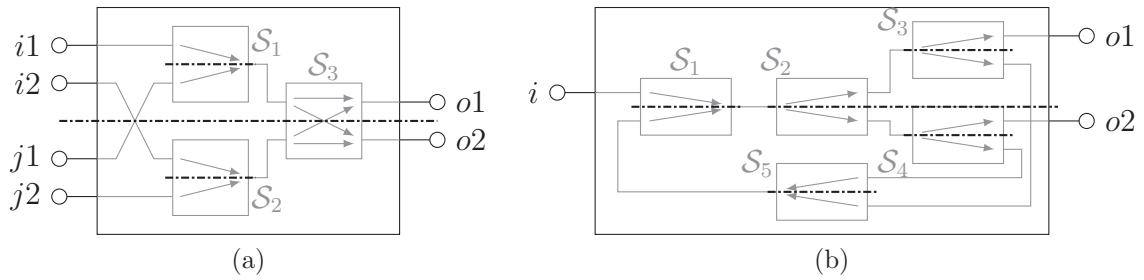 i1
i2
j1
j2
S₁
S₂
S₃
o1
o2
(a)
i
S₁
S₂
S₃
S₄
S₅
o1
o2
(b)